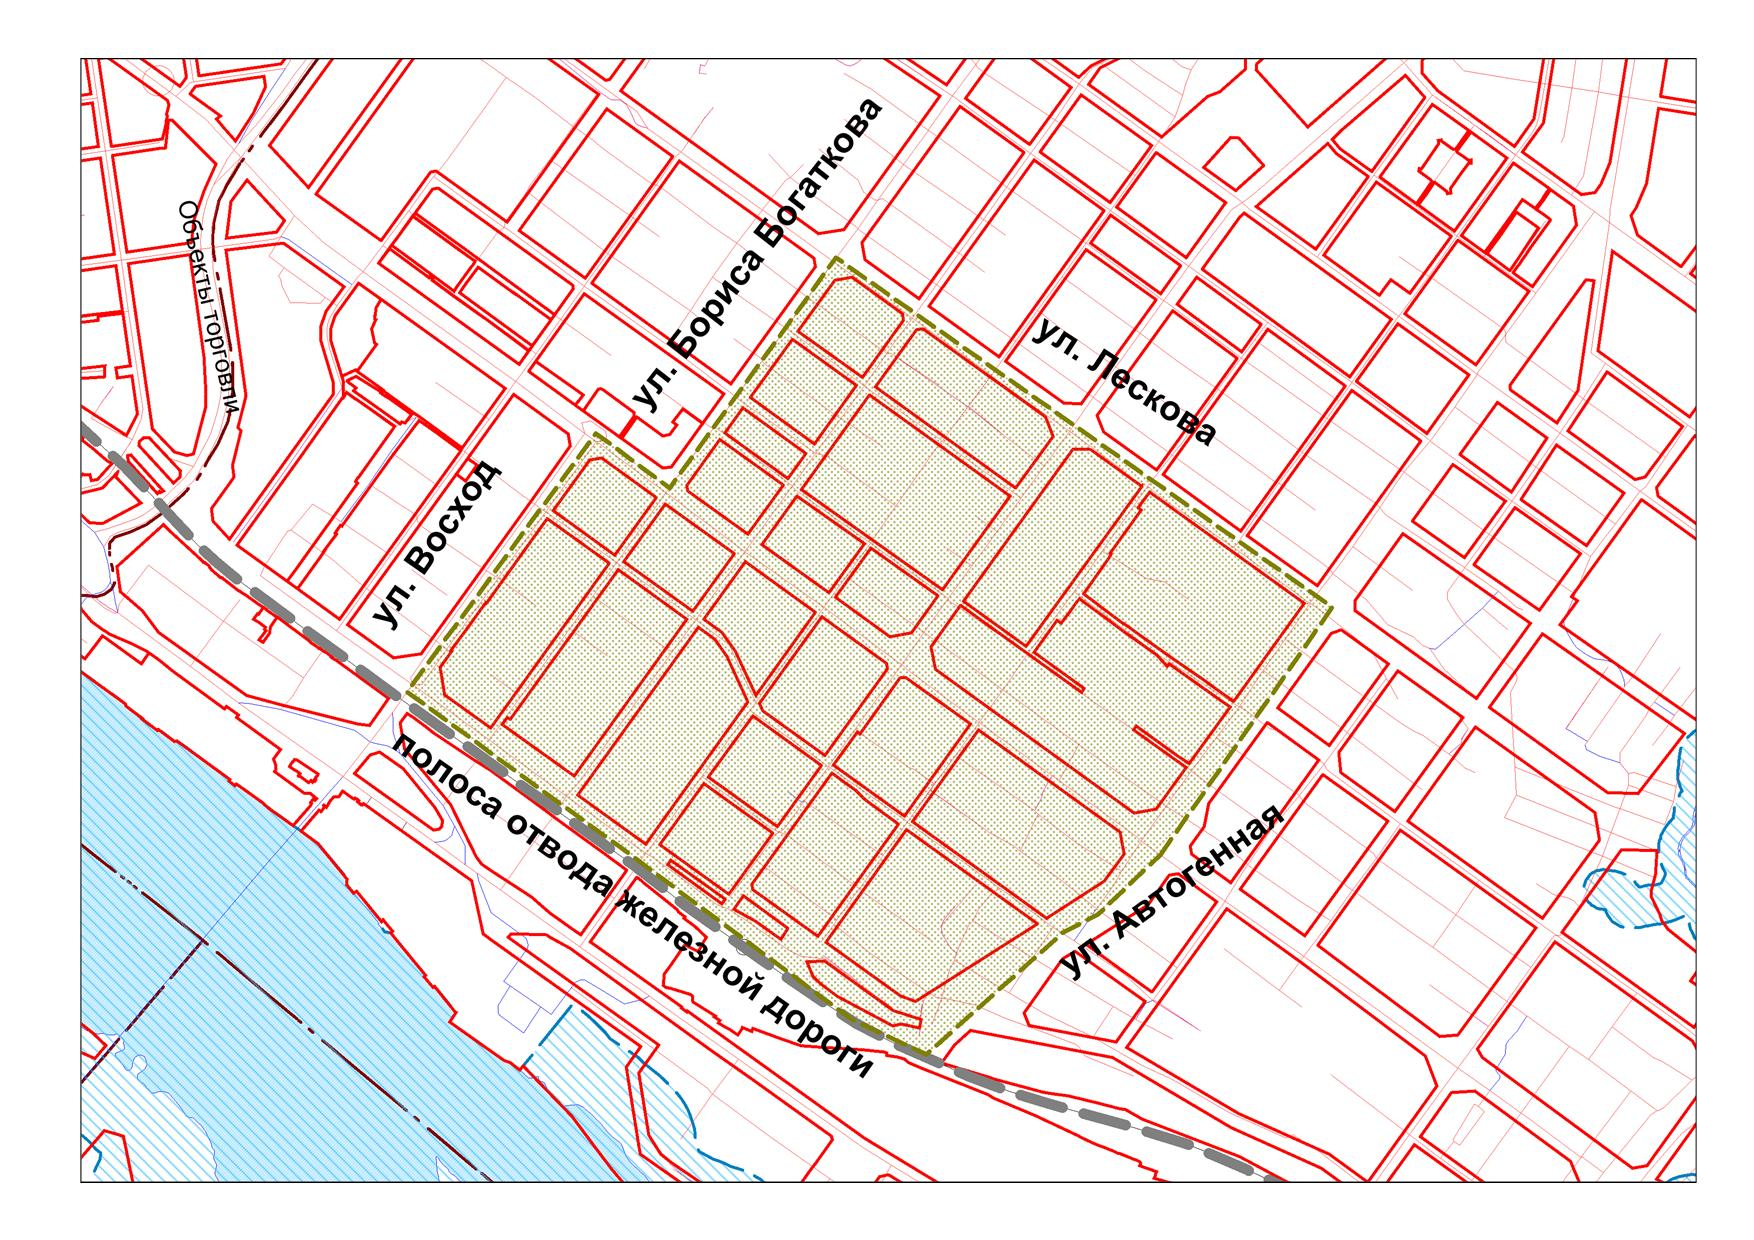 ул. Бориса Богаткова
Объекты торговли
ул. Лескова
ул. Восход
полоса отвода железной дороги
ул. Автогенная